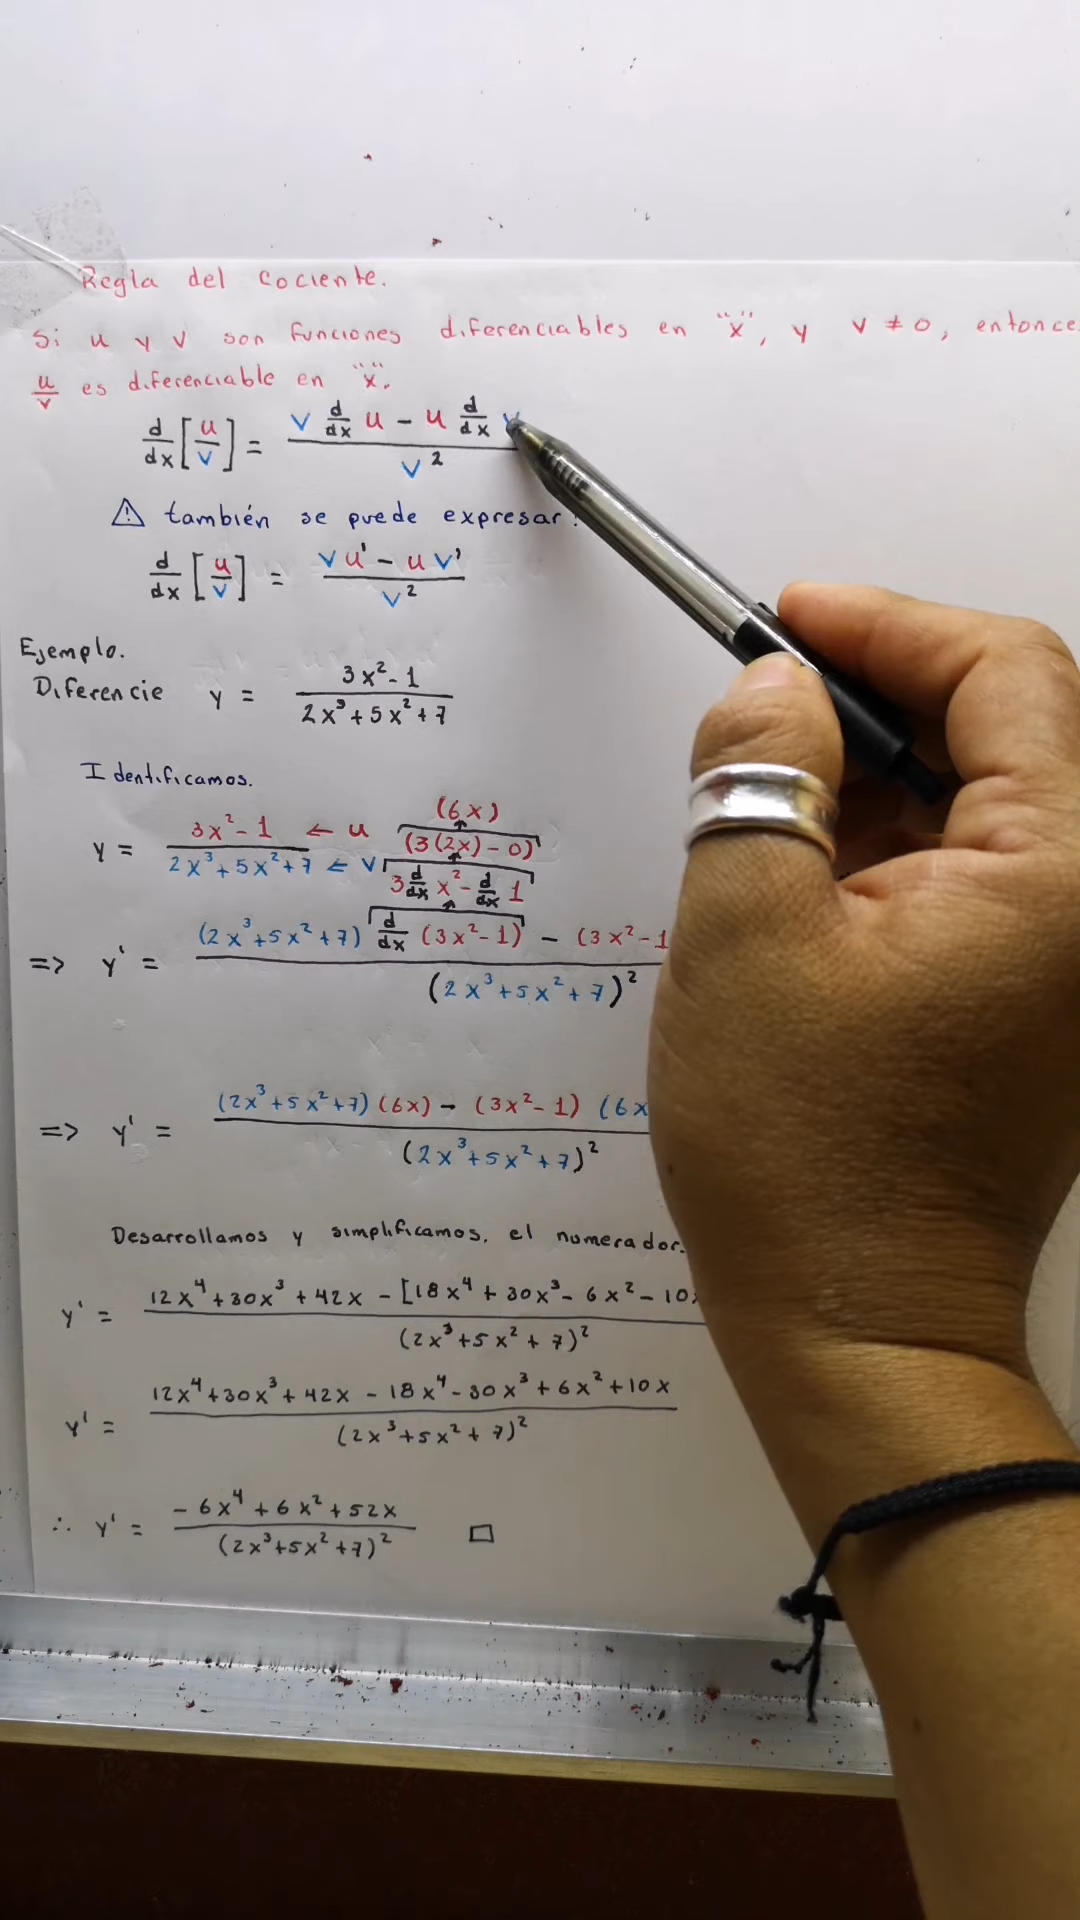 Regla del cociente.
Si u y v son funciones diferenciables en "x", y v ≠ 0, entonce
u/v es diferenciable en "x".
d/dx [u/v] = (v d/dx u - u d/dx v) / v²
⚠ también se puede expresar:
d/dx [u/v] = (v u' - u v') / v²
Ejemplo.
Diferencie y = (3x² - 1) / (2x³ + 5x² + 7)
Identificamos.
(6x)
y = (3x² - 1) ← u / (2x³ + 5x² + 7) ← v
(3(2x) - 0)
3 d/dx x² - d/dx 1
=> y' = (2x³ + 5x² + 7) d/dx (3x² - 1) - (3x² - 1 / (2x³ + 5x² + 7)²
=> y' = (2x³ + 5x² + 7) (6x) - (3x² - 1) (6x / (2x³ + 5x² + 7)²
Desarrollamos y simplificamos. el numerador.
y' = 12x⁴ + 30x³ + 42x - [18x⁴ + 30x³ - 6x² - 10x / (2x³ + 5x² + 7)²
y' = (12x⁴ + 30x³ + 42x - 18x⁴ - 30x³ + 6x² + 10x) / (2x³ + 5x² + 7)²
∴ y' = (-6x⁴ + 6x² + 52x) / (2x³ + 5x² + 7)² □